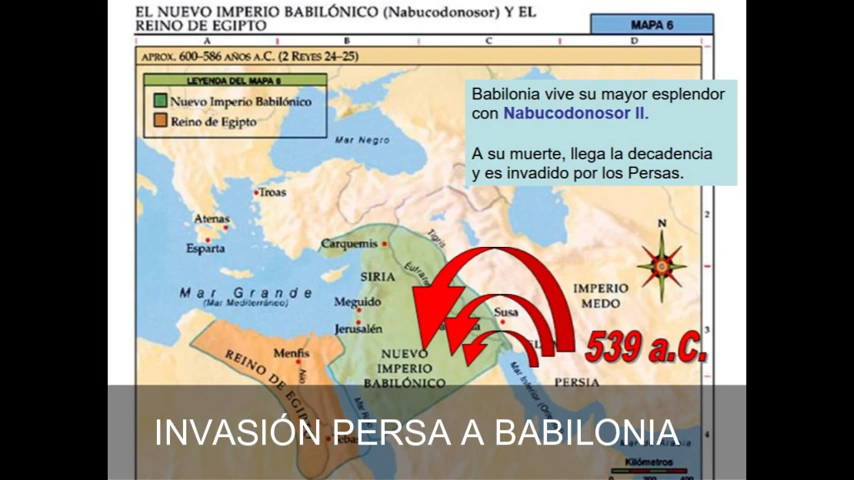 EL NUEVO IMPERIO BABILÓNICO (Nabucodonosor) Y EL
REINO DE EGIPTO
MAPA 6
A B C D
APROX. 600–586 AÑOS A.C. (2 REYES 24–25)
LEYENDA DEL MAPA 6
Nuevo Imperio Babilónico
Reino de Egipto
Babilonia vive su mayor esplendor
con Nabucodonosor II.
A su muerte, llega la decadencia
y es invadido por los Persas.
Mar Negro
Troas
2
Atenas
N
Esparta
Carquemis
Tigris
SIRIA
Mar Grande
(Mar Mediterráneo)
IMPERIO
MEDO
Meguido
Susa
Jerusalén
3
539 a.C.
Menfis
NUEVO
IMPERIO
BABILÓNICO
REINO DE EGIPTO
PERSIA
INVASIÓN PERSA A BABILONIA
4
Kilómetros